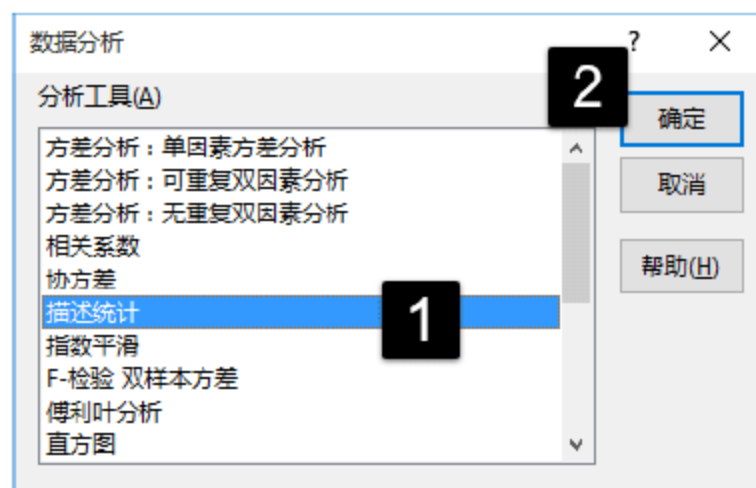 数据分析 ? ×
分析工具(A)
2
确定
方差分析：单因素方差分析
方差分析：可重复双因素分析
取消
方差分析：无重复双因素分析
相关系数
帮助(H)
协方差
描述统计
1
指数平滑
F-检验 双样本方差
傅利叶分析
直方图